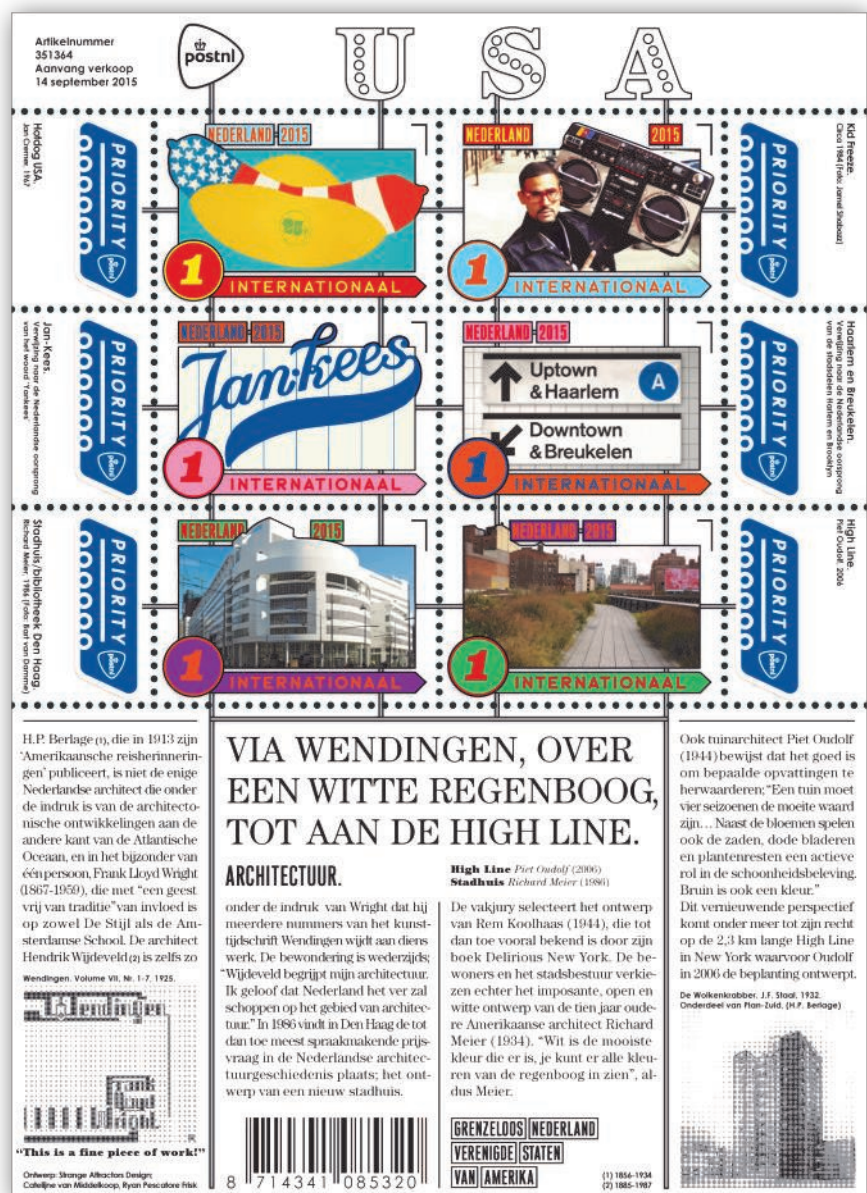 Artikelnummer
351364
Aanvang verkoop
14 september 2015
postnl
USA
Hotdog USA.
Jan Cremer, 1967
PRIORITY
postnl
NEDERLAND 2015
1 INTERNATIONAAL
NEDERLAND 2015
1 INTERNATIONAAL
PRIORITY
postnl
Kid Freeze.
Circa 1984 (Foto: Jamel Shabazz)
Jan-Kees.
Verwijzing naar de Nederlandse oorsprong
van het woord 'Yankees'
PRIORITY
postnl
NEDERLAND 2015
Jan-kees
1 INTERNATIONAAL
NEDERLAND 2015
Uptown
& Haarlem
A
Downtown
& Breukelen
1 INTERNATIONAAL
PRIORITY
postnl
Haarlem en Breukelen.
Verwijzing naar de Nederlandse oorsprong
van de stadsdelen Harlem en Brooklyn
Stadhuis/bibliotheek Den Haag.
Richard Meier, 1986 (Foto: Bart van Damme)
PRIORITY
postnl
NEDERLAND 2015
1 INTERNATIONAAL
NEDERLAND 2015
1 INTERNATIONAAL
PRIORITY
postnl
High Line.
Piet Oudolf, 2006
H.P. Berlage (1), die in 1913 zijn
'Amerikaansche reisherinnerin-
gen' publiceert, is niet de enige
Nederlandse architect die onder
de indruk is van de architecto-
nische ontwikkelingen aan de
andere kant van de Atlantische
Oceaan, en in het bijzonder van
één persoon, Frank Lloyd Wright
(1867-1959), die met "een geest
vrij van traditie" van invloed is
op zowel De Stijl als de Am-
sterdamse School. De architect
Hendrik Wijdeveld (2) is zelfs zo
Wendingen. Volume VII, Nr. 1-7, 1925.
Wendingen
"This is a fine piece of work!"
Ontwerp: Strange Attractors Design;
Catelijne van Middelkoop, Ryan Pescatore Frisk
VIA WENDINGEN, OVER
EEN WITTE REGENBOOG,
TOT AAN DE HIGH LINE.
ARCHITECTUUR.
onder de indruk van Wright dat hij
meerdere nummers van het kunst-
tijdschrift Wendingen wijdt aan diens
werk. De bewondering is wederzijds;
"Wijdeveld begrijpt mijn architectuur.
Ik geloof dat Nederland het ver zal
schoppen op het gebied van architec-
tuur." In 1986 vindt in Den Haag de tot
dan toe meest spraakmakende prijs-
vraag in de Nederlandse architec-
tuurgeschiedenis plaats; het ont-
werp van een nieuw stadhuis.
8 714341 085320
High Line Piet Oudolf (2006)
Stadhuis Richard Meier (1986)
De vakjury selecteert het ontwerp
van Rem Koolhaas (1944), die tot
dan toe vooral bekend is door zijn
boek Delirious New York. De be-
woners en het stadsbestuur verkie-
zen echter het imposante, open en
witte ontwerp van de tien jaar oude-
re Amerikaanse architect Richard
Meier (1934). "Wit is de mooiste
kleur die er is, je kunt er alle kleu-
ren van de regenboog in zien", al-
dus Meier.
GRENZELOOS NEDERLAND
VERENIGDE STATEN
VAN AMERIKA
(1) 1856-1934
(2) 1885-1987
Ook tuinarchitect Piet Oudolf
(1944) bewijst dat het goed is
om bepaalde opvattingen te
herwaarderen; "Een tuin moet
vier seizoenen de moeite waard
zijn… Naast de bloemen spelen
ook de zaden, dode bladeren
en plantenresten een actieve
rol in de schoonheidsbeleving.
Bruin is ook een kleur."
Dit vernieuwende perspectief
komt onder meer tot zijn recht
op de 2,3 km lange High Line
in New York waarvoor Oudolf
in 2006 de beplanting ontwerpt.
De Wolkenkrabber, J.F. Staal, 1932.
Onderdeel van Plan-Zuid, (H.P. Berlage)